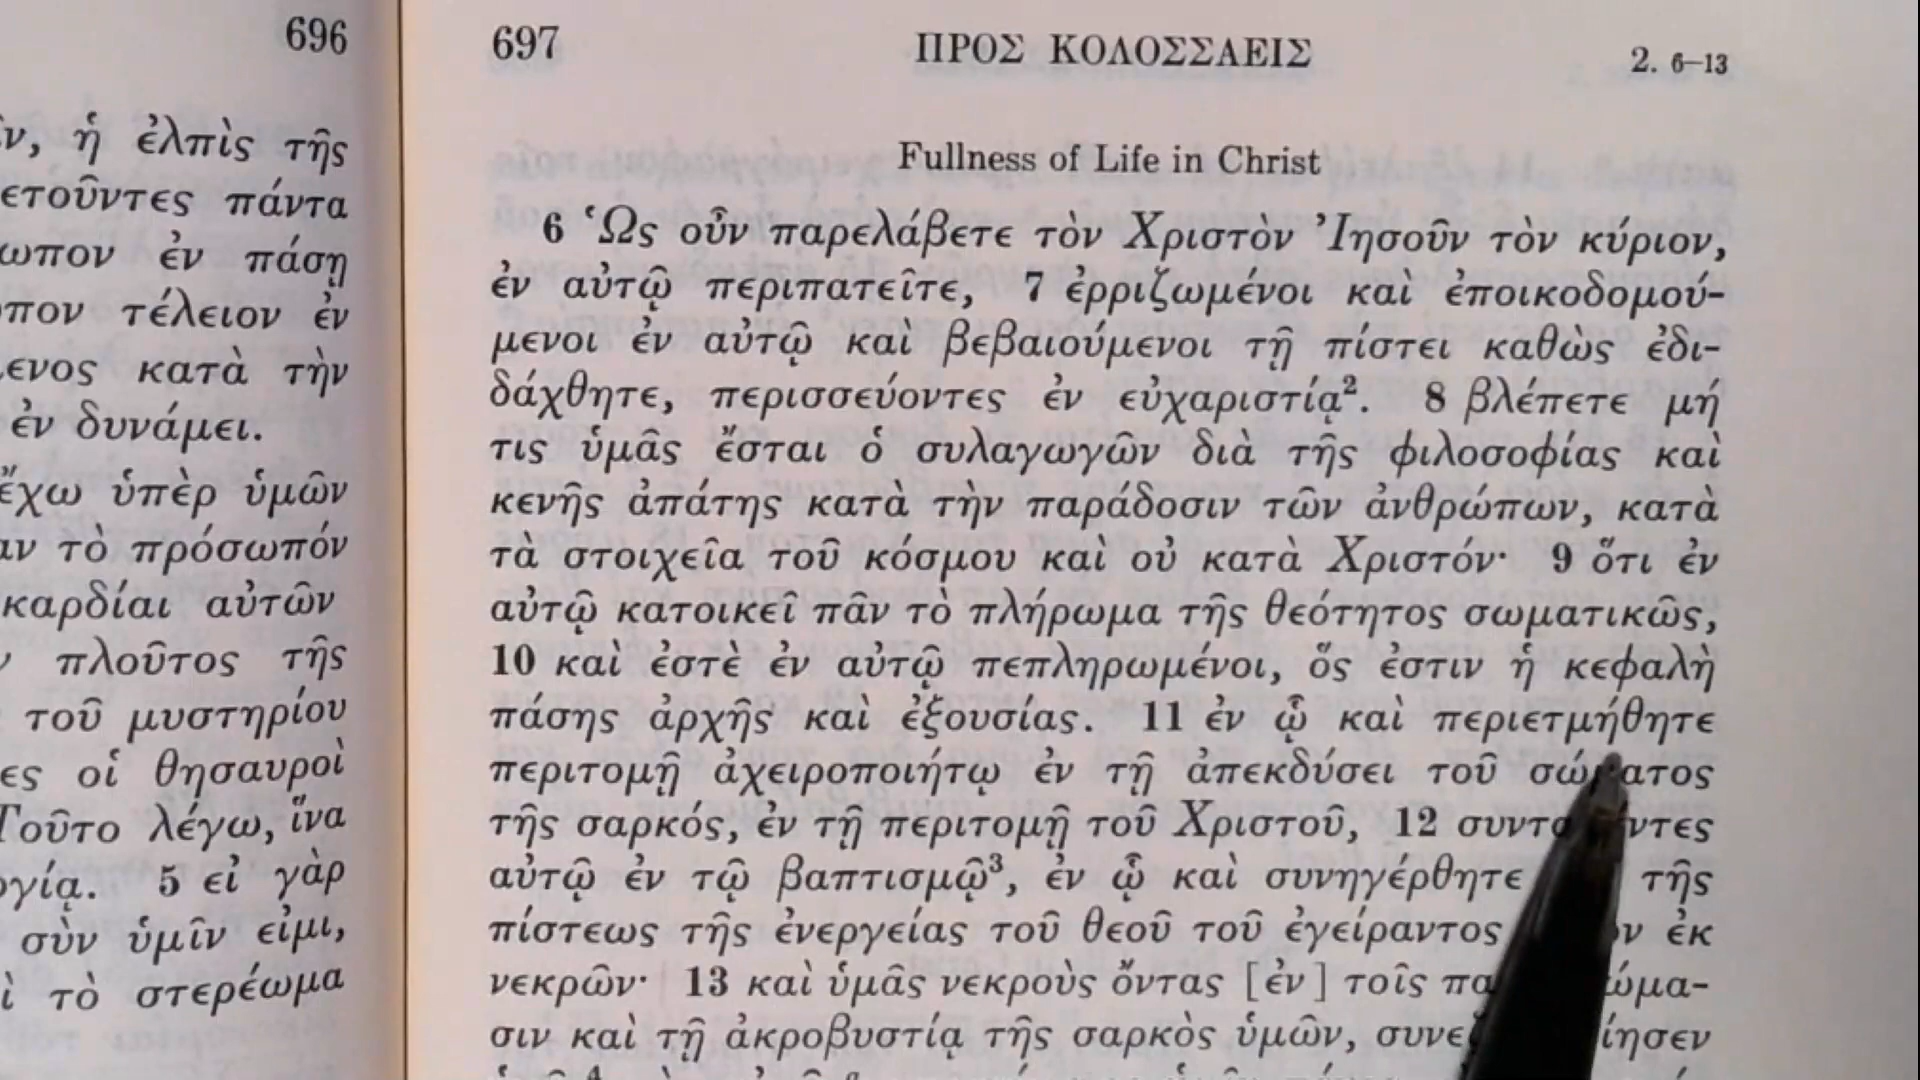 696
ν, ἡ ἐλπὶς τῆς
ετοῦντες πάντα
ωπον ἐν πάσῃ
πον τέλειον ἐν
ενος κατὰ τὴν
ἐν δυνάμει.
ἔχω ὑπὲρ ὑμῶν
αν τὸ πρόσωπόν
καρδίαι αὐτῶν
πλοῦτος τῆς
τοῦ μυστηρίου
ες οἱ θησαυροὶ
Τοῦτο λέγω, ἵνα
ογίᾳ. 5 εἰ γὰρ
σὺν ὑμῖν εἰμι,
ὶ τὸ στερέωμα
697 ΠΡΟΣ ΚΟΛΟΣΣΑΕΙΣ 2. 6–13
Fullness of Life in Christ
6 Ὡς οὖν παρελάβετε τὸν Χριστὸν Ἰησοῦν τὸν κύριον,
ἐν αὐτῷ περιπατεῖτε, 7 ἐρριζωμένοι καὶ ἐποικοδομού-
μενοι ἐν αὐτῷ καὶ βεβαιούμενοι τῇ πίστει καθὼς ἐδι-
δάχθητε, περισσεύοντες ἐν εὐχαριστίᾳ². 8 βλέπετε μή
τις ὑμᾶς ἔσται ὁ συλαγωγῶν διὰ τῆς φιλοσοφίας καὶ
κενῆς ἀπάτης κατὰ τὴν παράδοσιν τῶν ἀνθρώπων, κατὰ
τὰ στοιχεῖα τοῦ κόσμου καὶ οὐ κατὰ Χριστόν· 9 ὅτι ἐν
αὐτῷ κατοικεῖ πᾶν τὸ πλήρωμα τῆς θεότητος σωματικῶς,
10 καὶ ἐστὲ ἐν αὐτῷ πεπληρωμένοι, ὅς ἐστιν ἡ κεφαλὴ
πάσης ἀρχῆς καὶ ἐξουσίας. 11 ἐν ᾧ καὶ περιετμήθητε
περιτομῇ ἀχειροποιήτῳ ἐν τῇ ἀπεκδύσει τοῦ σώματος
τῆς σαρκός, ἐν τῇ περιτομῇ τοῦ Χριστοῦ, 12
αὐτῷ ἐν τῷ βαπτισμῷ³, ἐν ᾧ καὶ συνηγέρθητε τῆς
πίστεως τῆς ἐνεργείας τοῦ θεοῦ τοῦ ἐγείραντος ἐκ
νεκρῶν· 13 καὶ ὑμᾶς νεκροὺς ὄντας [ἐν] τοῖς
σιν καὶ τῇ ἀκροβυστίᾳ τῆς σαρκὸς ὑμῶν,